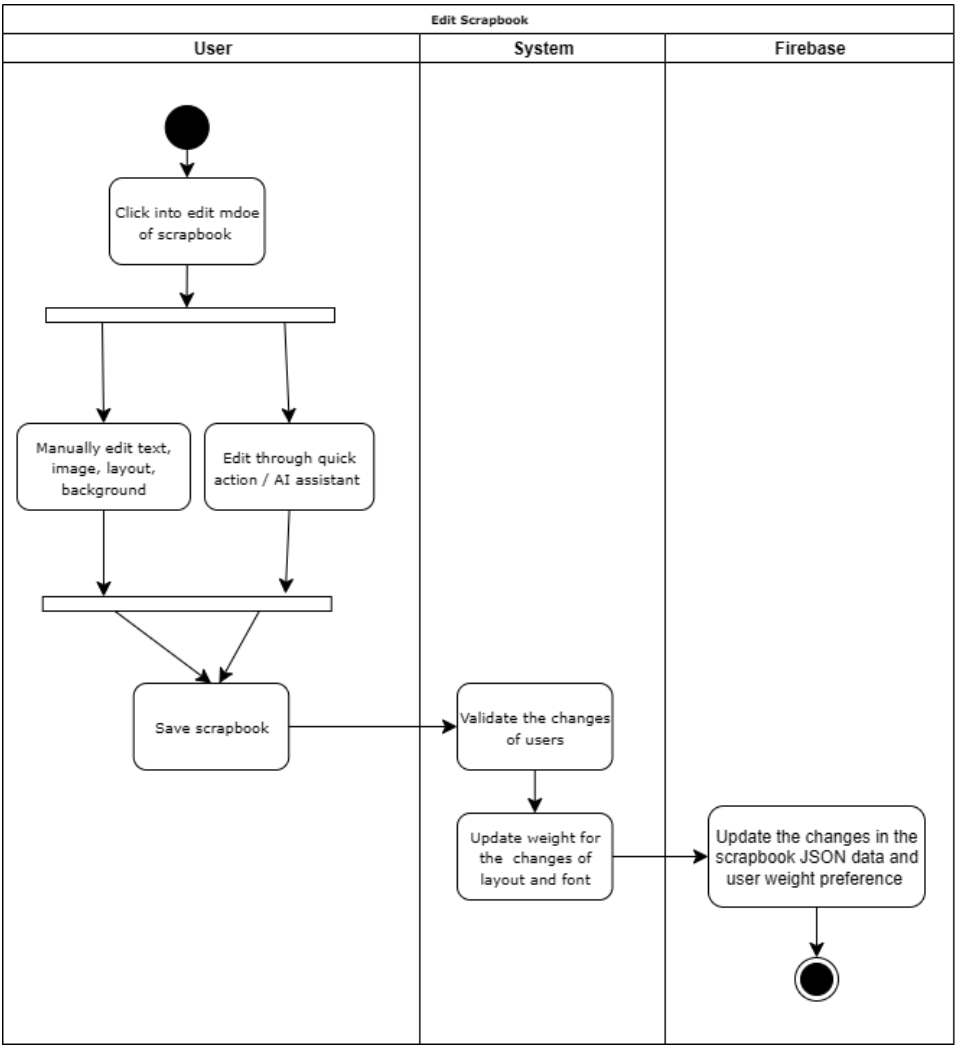 Edit Scrapbook
User
System
Firebase
Click into edit mdoe
of scrapbook
Manually edit text,
image, layout,
background
Edit through quick
action / AI assistant
Save scrapbook
Validate the changes
of users
Update weight for
the changes of
layout and font
Update the changes in the
scrapbook JSON data and
user weight preference